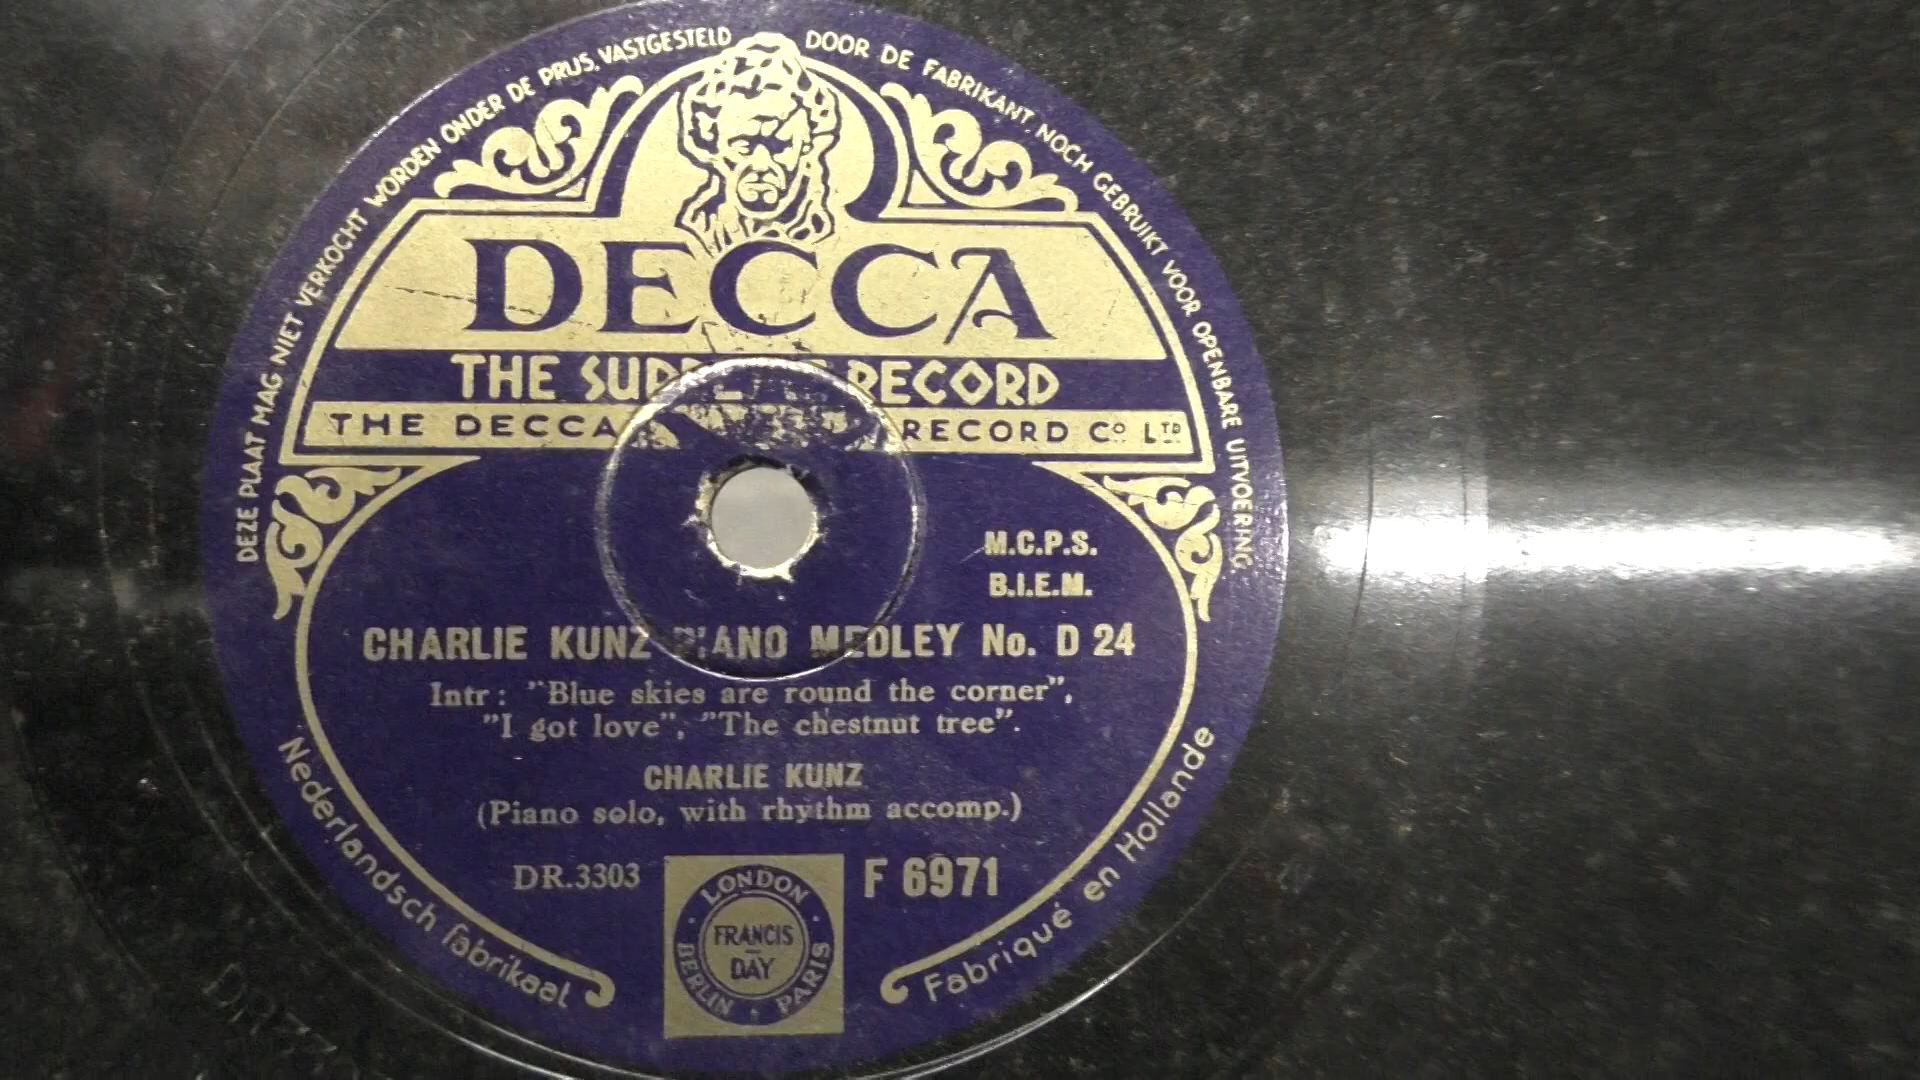 DEZE PLAAT MAG NIET VERKOCHT WORDEN ONDER DE PRIJS, VASTGESTELD DOOR DE FABRIKANT, NOCH GEBRUIKT VOOR OPENBARE UITVOERING
DECCA
THE RECORD
THE DECCA RECORD Co LTD
M.C.P.S.
B.I.E.M.
CHARLIE KUNZ PIANO MEDLEY No. D 24
Intr: "Blue skies are round the corner",
"I got love", "The chestnut tree".
CHARLIE KUNZ
(Piano solo, with rhythm accomp.)
DR.3303
F 6971
LONDON
FRANCIS
DAY
BERLIN
PARIS
Nederlandsch fabrikaat
Fabriqué en Hollande